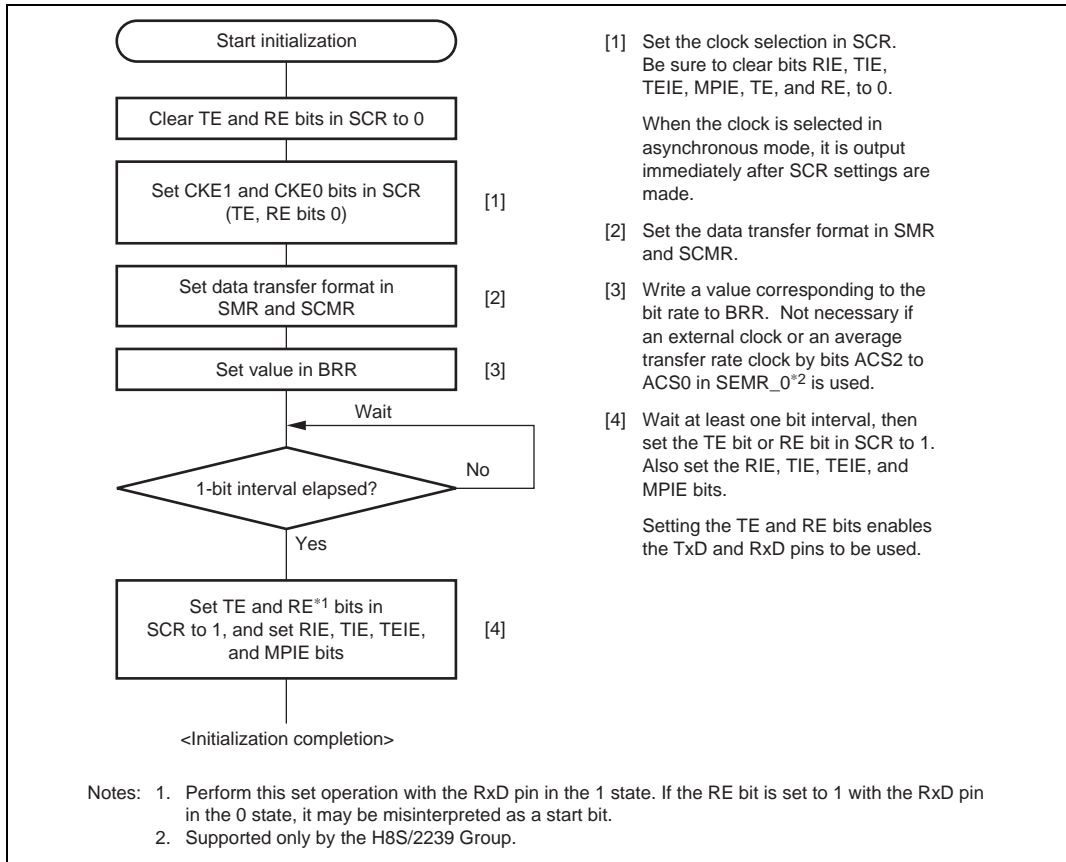 Start initialization
Clear TE and RE bits in SCR to 0
Set CKE1 and CKE0 bits in SCR
(TE, RE bits 0)
[1]
Set data transfer format in
SMR and SCMR
[2]
Set value in BRR
[3]
Wait
1-bit interval elapsed?
No
Yes
Set TE and RE*1 bits in
SCR to 1, and set RIE, TIE, TEIE,
and MPIE bits
[4]
<Initialization completion>
[1] Set the clock selection in SCR.
Be sure to clear bits RIE, TIE,
TEIE, MPIE, TE, and RE, to 0.
When the clock is selected in
asynchronous mode, it is output
immediately after SCR settings are
made.
[2] Set the data transfer format in SMR
and SCMR.
[3] Write a value corresponding to the
bit rate to BRR. Not necessary if
an external clock or an average
transfer rate clock by bits ACS2 to
ACS0 in SEMR_0*2 is used.
[4] Wait at least one bit interval, then
set the TE bit or RE bit in SCR to 1.
Also set the RIE, TIE, TEIE, and
MPIE bits.
Setting the TE and RE bits enables
the TxD and RxD pins to be used.
Notes: 1. Perform this set operation with the RxD pin in the 1 state. If the RE bit is set to 1 with the RxD pin
in the 0 state, it may be misinterpreted as a start bit.
2. Supported only by the H8S/2239 Group.